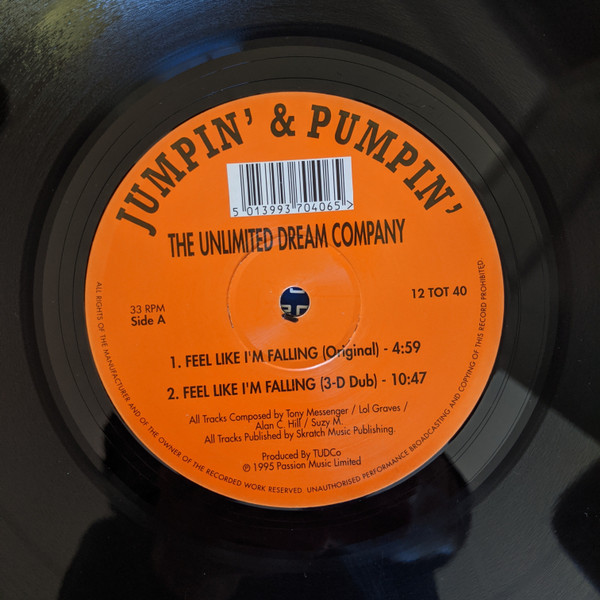 JUMPIN' & PUMPIN'
5 013993 704065 >
THE UNLIMITED DREAM COMPANY
33 RPM
Side A
12 TOT 40
1. FEEL LIKE I'M FALLING (Original) - 4:59
2. FEEL LIKE I'M FALLING (3-D Dub) - 10:47
All Tracks Composed by Tony Messenger / Lol Graves /
Alan C. Hill / Suzy M.
All Tracks Published by Skratch Music Publishing.
Produced By TUDCo
℗ 1995 Passion Music Limited
ALL RIGHTS OF THE MANUFACTURER AND OF THE OWNER OF THE RECORDED WORK RESERVED. UNAUTHORISED PERFORMANCE BROADCASTING AND COPYING OF THIS RECORD PROHIBITED